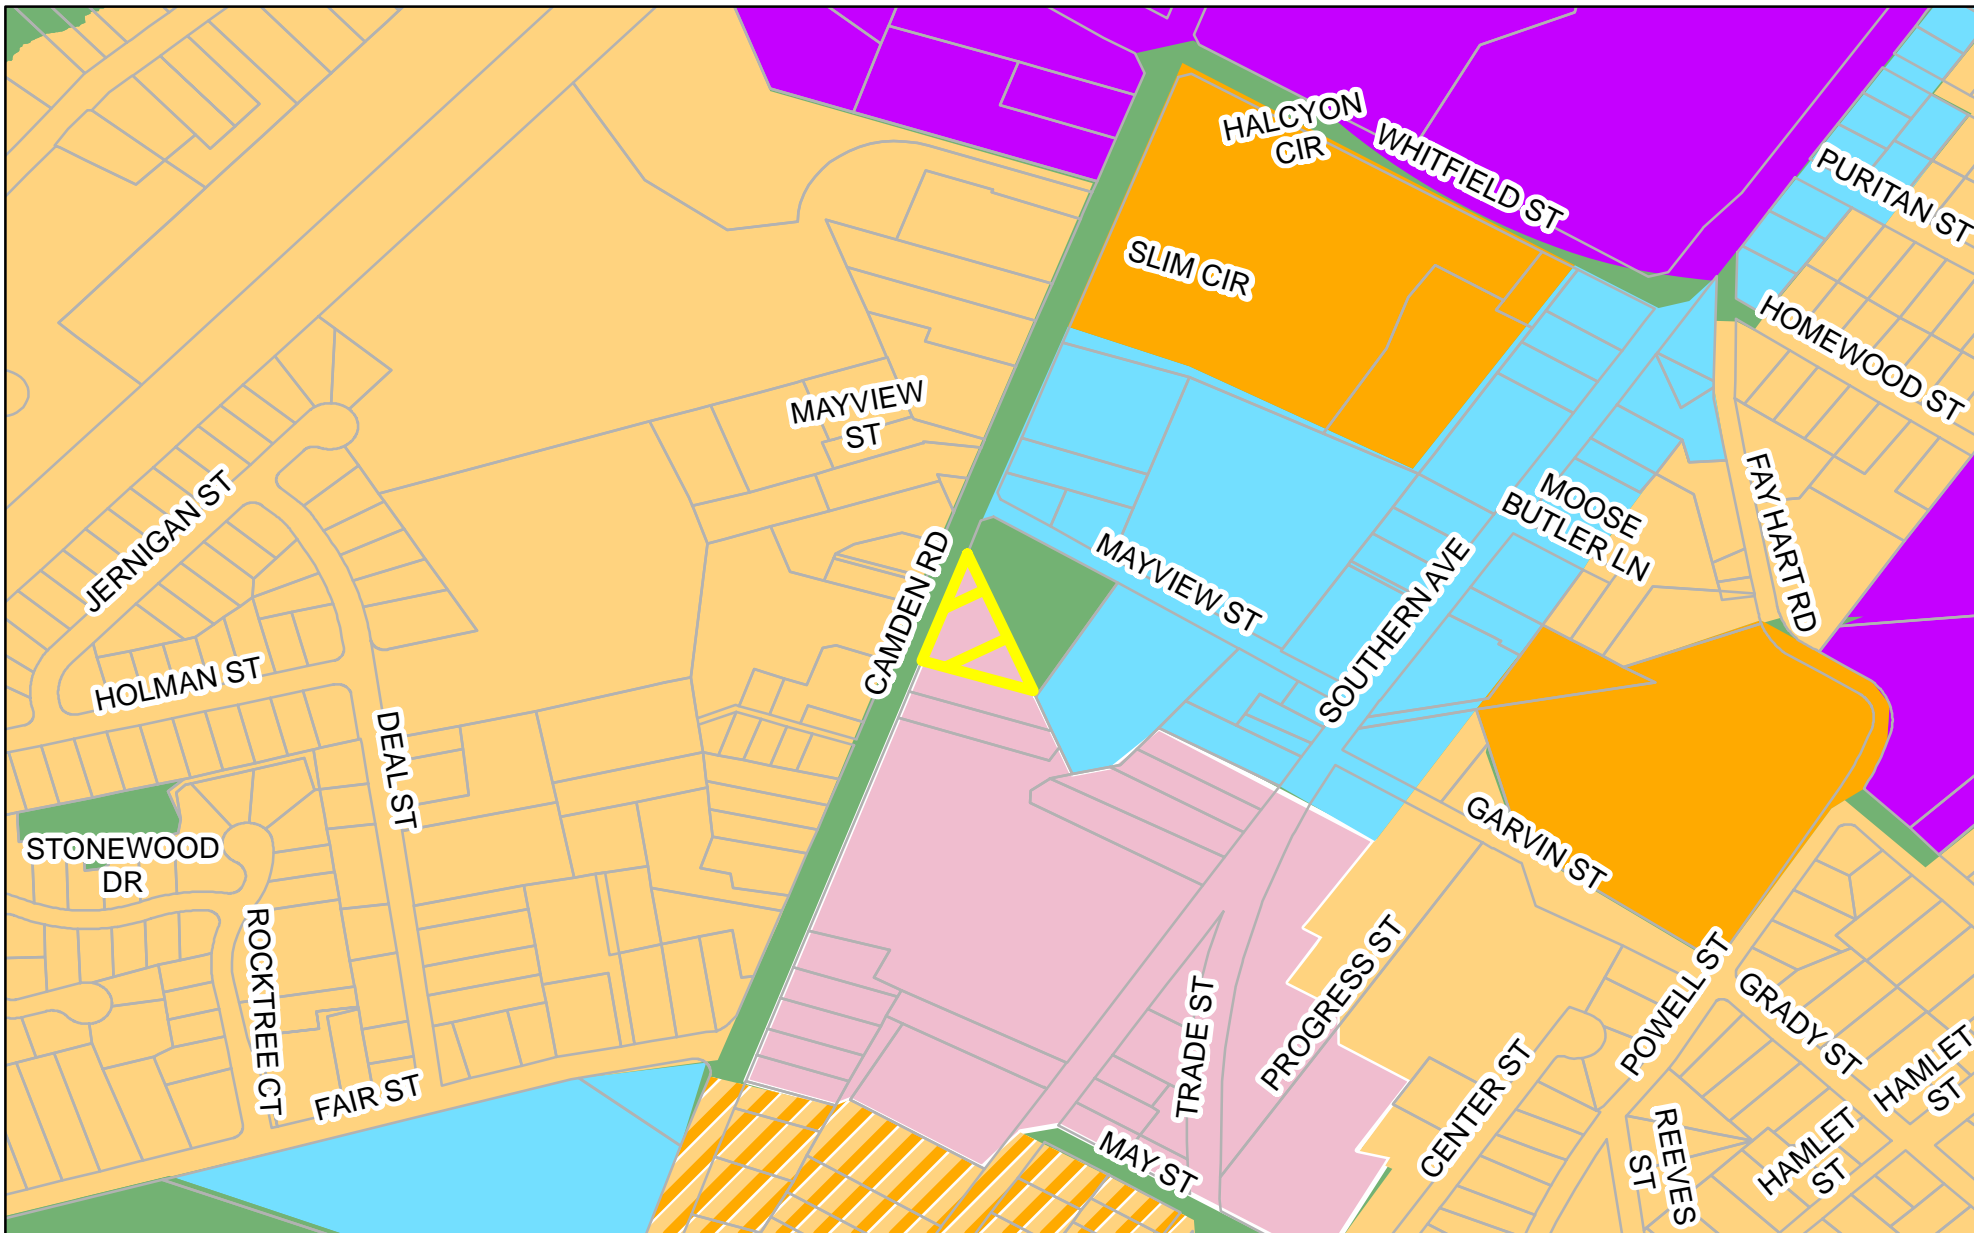 HALCYON
CIR
WHITFIELD ST
PURITAN ST
SLIM CIR
HOMEWOOD ST
MAYVIEW
ST
JERNIGAN ST
CAMDEN RD
MAYVIEW ST
SOUTHERN AVE
MOOSE
BUTLER LN
FAY HART RD
HOLMAN ST
DEAL ST
STONEWOOD
DR
GARVIN ST
ROCKTREE CT
FAIR ST
TRADE ST
PROGRESS ST
POWELL ST
GRADY ST
CENTER ST
HAMLET
ST
HAMLET
ST
REEVES
ST
MAY ST